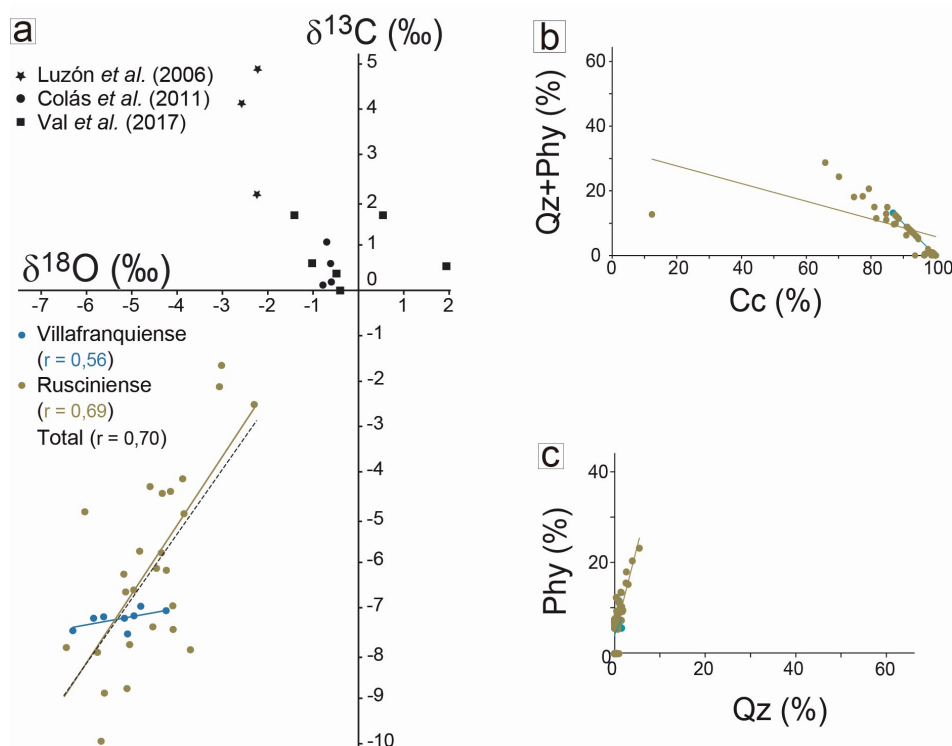 a
δ13C (‰)
Luzón et al. (2006)
Colás et al. (2011)
Val et al. (2017)
5
4
3
2
1
0
δ18O (‰)
-7 -6 -5 -4 -3 -2 -1 1 2
Villafranquiense
(r = 0,56)
Rusciniense
(r = 0,69)
Total (r = 0,70)
-1
-2
-3
-4
-5
-6
-7
-8
-9
-10
b
Qz+Phy (%)
60
40
20
0
0 20 40 60 80 100
Cc (%)
c
Phy (%)
40
20
0
0 20 40 60
Qz (%)